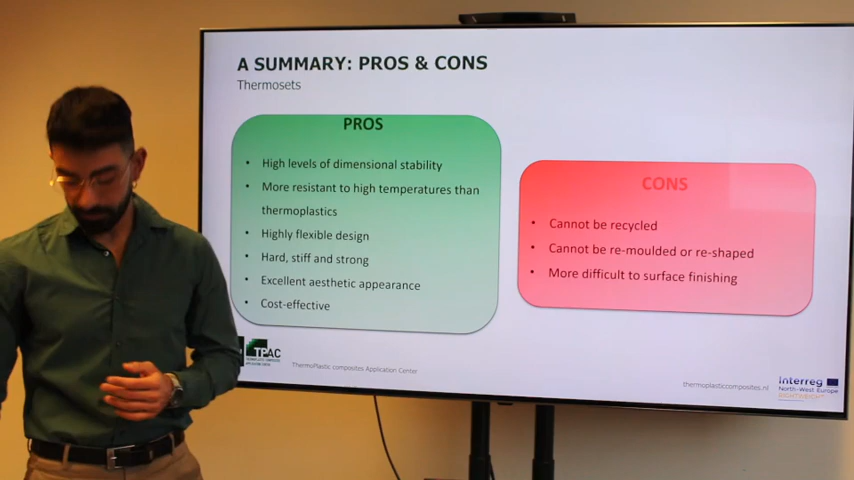 A SUMMARY: PROS & CONS
Thermosets
PROS
• High levels of dimensional stability
• More resistant to high temperatures than
thermoplastics
• Highly flexible design
• Hard, stiff and strong
• Excellent aesthetic appearance
• Cost-effective
CONS
• Cannot be recycled
• Cannot be re-moulded or re-shaped
• More difficult to surface finishing
TPAC
ThermoPlastic composites Application Center
thermoplasticcomposites.nl
Interreg
North-West Europe